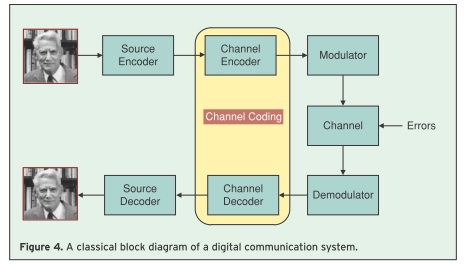 Source
Encoder
Channel
Encoder
Modulator
Channel Coding
Channel
Errors
Source
Decoder
Channel
Decoder
Demodulator
Figure 4. A classical block diagram of a digital communication system.